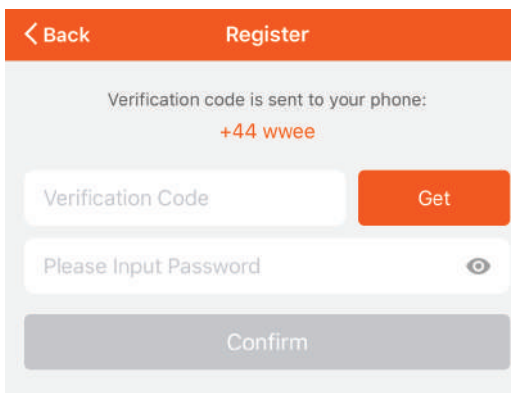 Back Register
Verification code is sent to your phone:
+44 wwee
Verification Code Get
Please Input Password
Confirm